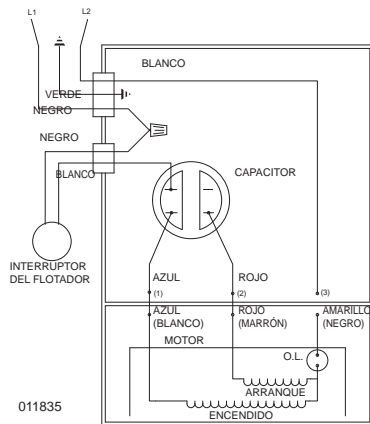 L1
L2
BLANCO
VERDE
NEGRO
NEGRO
BLANCO
CAPACITOR
INTERRUPTOR
DEL FLOTADOR
AZUL
ROJO
(1)
(2)
(3)
AZUL
(BLANCO)
ROJO
(MARRÓN)
AMARILLO
(NEGRO)
MOTOR
O.L.
ARRANQUE
ENCENDIDO
011835